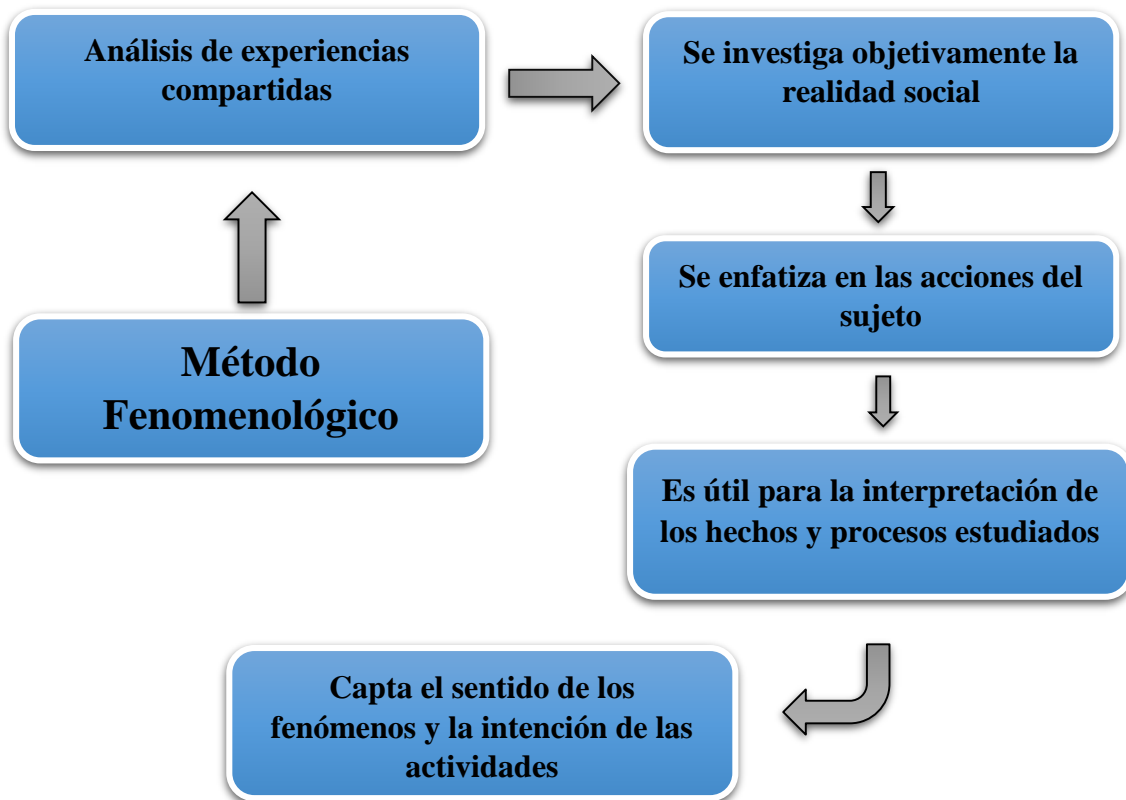 Análisis de experiencias
compartidas
Se investiga objetivamente la
realidad social
Se enfatiza en las acciones del
sujeto
Método
Fenomenológico
Es útil para la interpretación de
los hechos y procesos estudiados
Capta el sentido de los
fenómenos y la intención de las
actividades